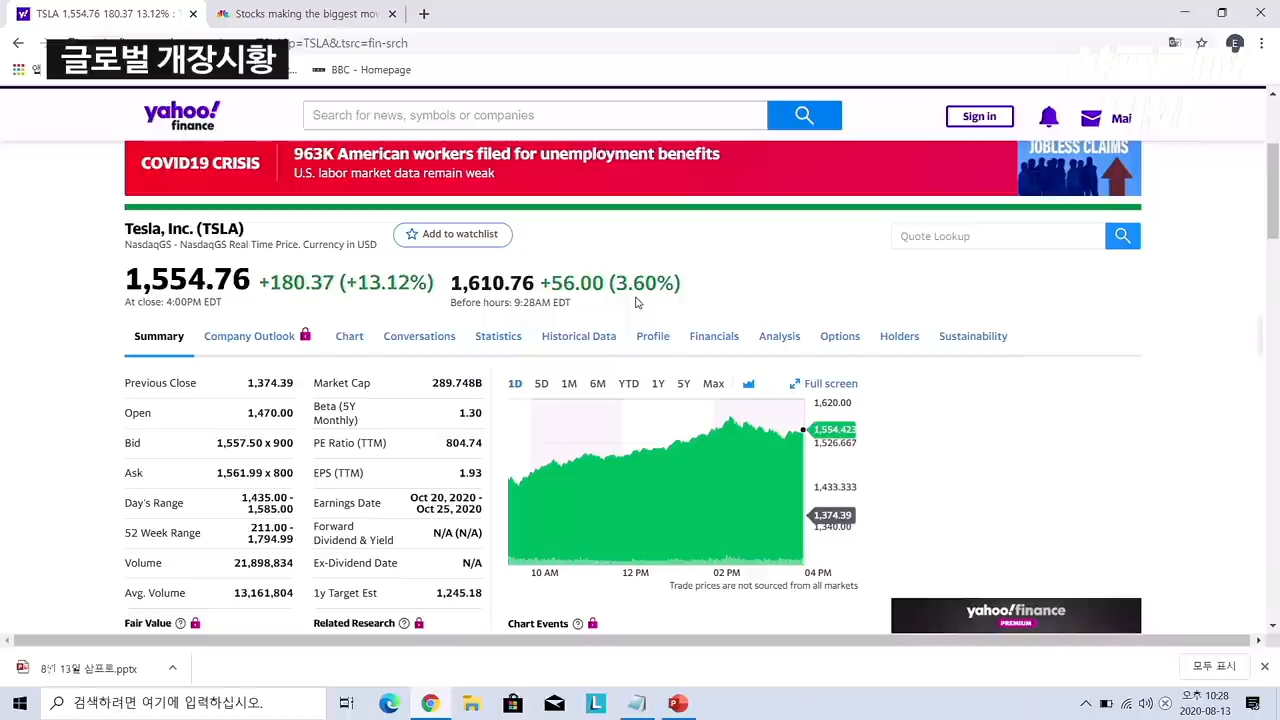 TSLA 1,554.76 180.37 13.12% :
Stocks making the biggest mov
글로벌 개장시황
p=TSLA&.tsrc=fin-srch
E
BBC - Homepage
yahoo!
finance
Search for news, symbols or companies
Sign in
Mai
COVID19 CRISIS
963K American workers filed for unemployment benefits
U.S. labor market data remain weak
JOBLESS CLAIMS
Tesla, Inc. (TSLA)
NasdaqGS - NasdaqGS Real Time Price. Currency in USD
Add to watchlist
Quote Lookup
1,554.76 +180.37 (+13.12%)
At close: 4:00PM EDT
1,610.76 +56.00 (3.60%)
Before hours: 9:28AM EDT
Summary Company Outlook Chart Conversations Statistics Historical Data Profile Financials Analysis Options Holders Sustainability
Previous Close 1,374.39
Open 1,470.00
Bid 1,557.50 x 900
Ask 1,561.99 x 800
Day's Range 1,435.00 -
1,585.00
52 Week Range 211.00 -
1,794.99
Volume 21,898,834
Avg. Volume 13,161,804
Fair Value
Market Cap 289.748B
Beta (5Y
Monthly) 1.30
PE Ratio (TTM) 804.74
EPS (TTM) 1.93
Earnings Date Oct 20, 2020 -
Oct 25, 2020
Forward
Dividend & Yield N/A (N/A)
Ex-Dividend Date N/A
1y Target Est 1,245.18
Related Research
1D 5D 1M 6M YTD 1Y 5Y Max
Full screen
1,620.00
1,554.423
1,526.667
1,433.333
1,374.39
1,340.00
10 AM 12 PM 02 PM 04 PM
Trade prices are not sourced from all markets
Chart Events
yahoo!finance
PREMIUM
13일 삼프로.pptx
모두 표시
검색하려면 여기에 입력하십시오.
오후 10:28
2020-08-13